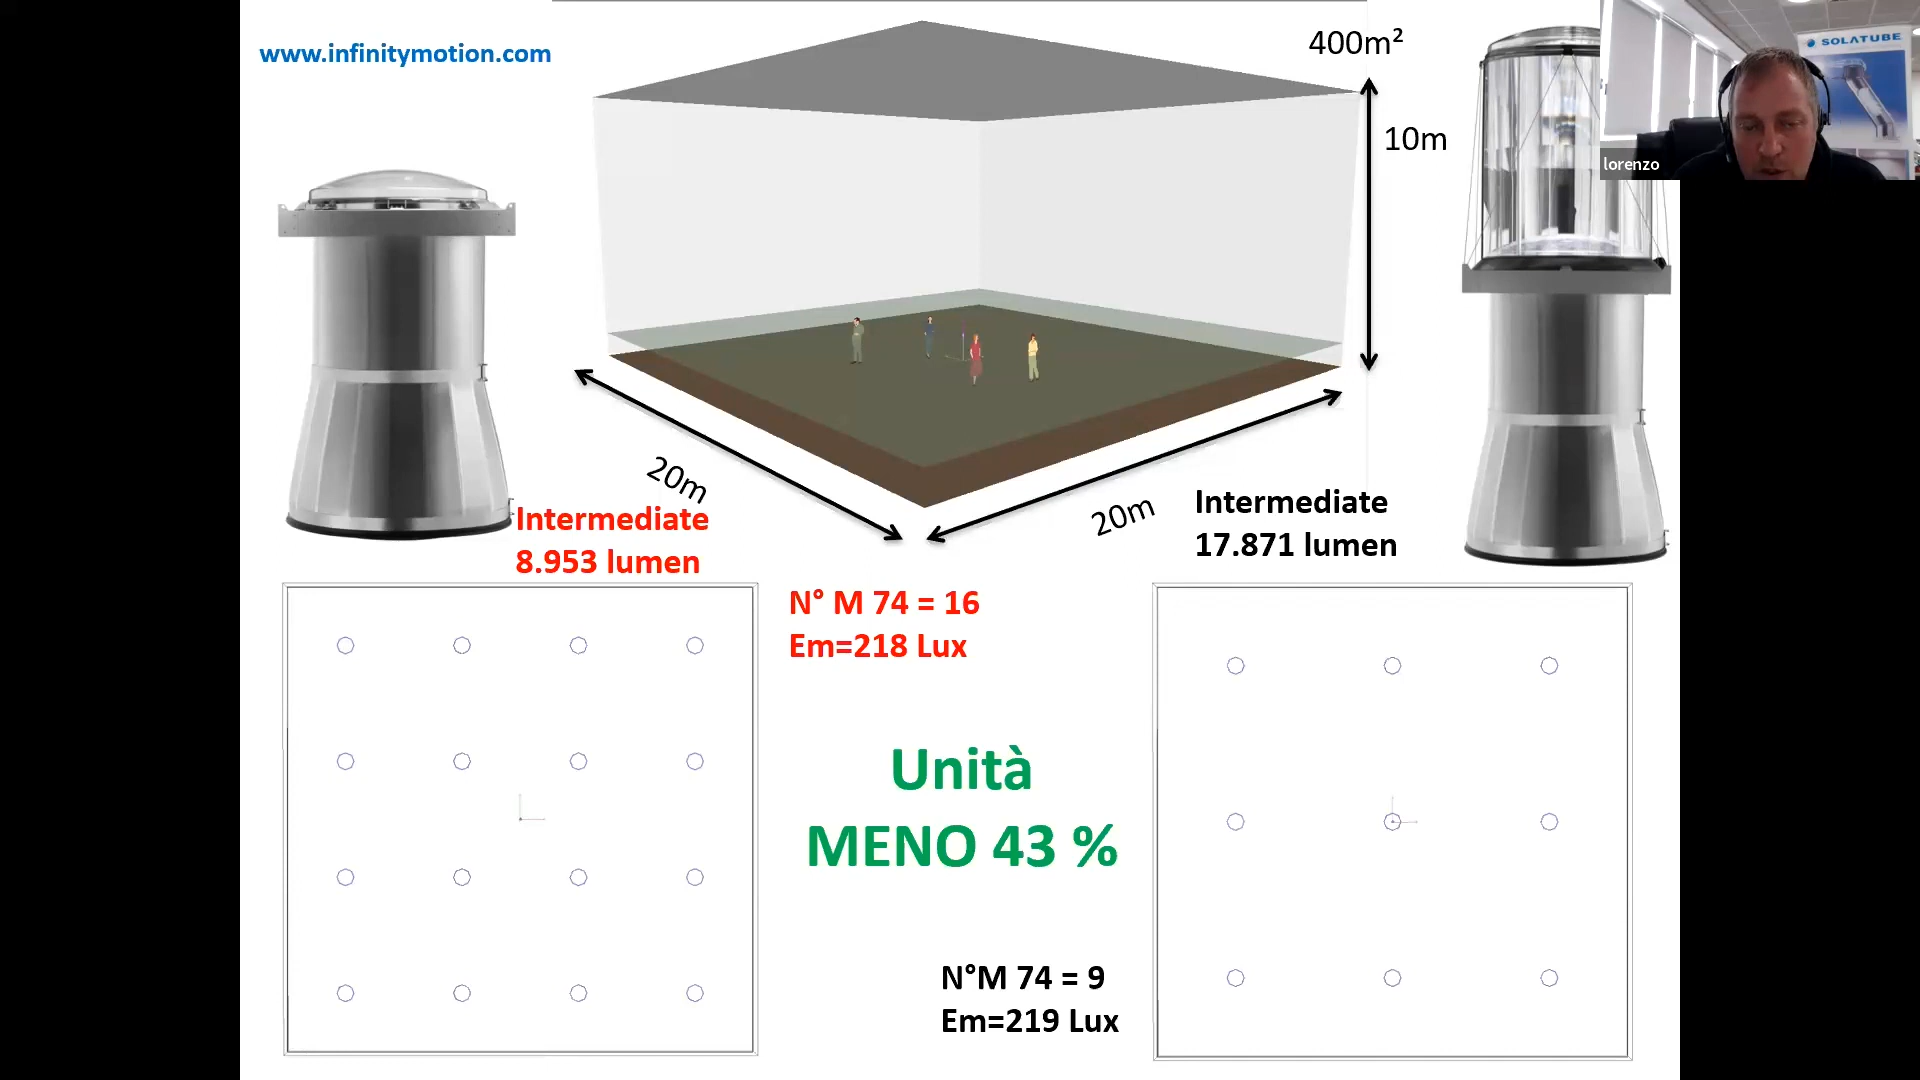 www.infinitymotion.com
400m²
10m
SOLATUBE
lorenzo
20m
20m
Intermediate
8.953 lumen
Intermediate
17.871 lumen
N° M 74 = 16
Em=218 Lux
Unità
MENO 43 %
N°M 74 = 9
Em=219 Lux